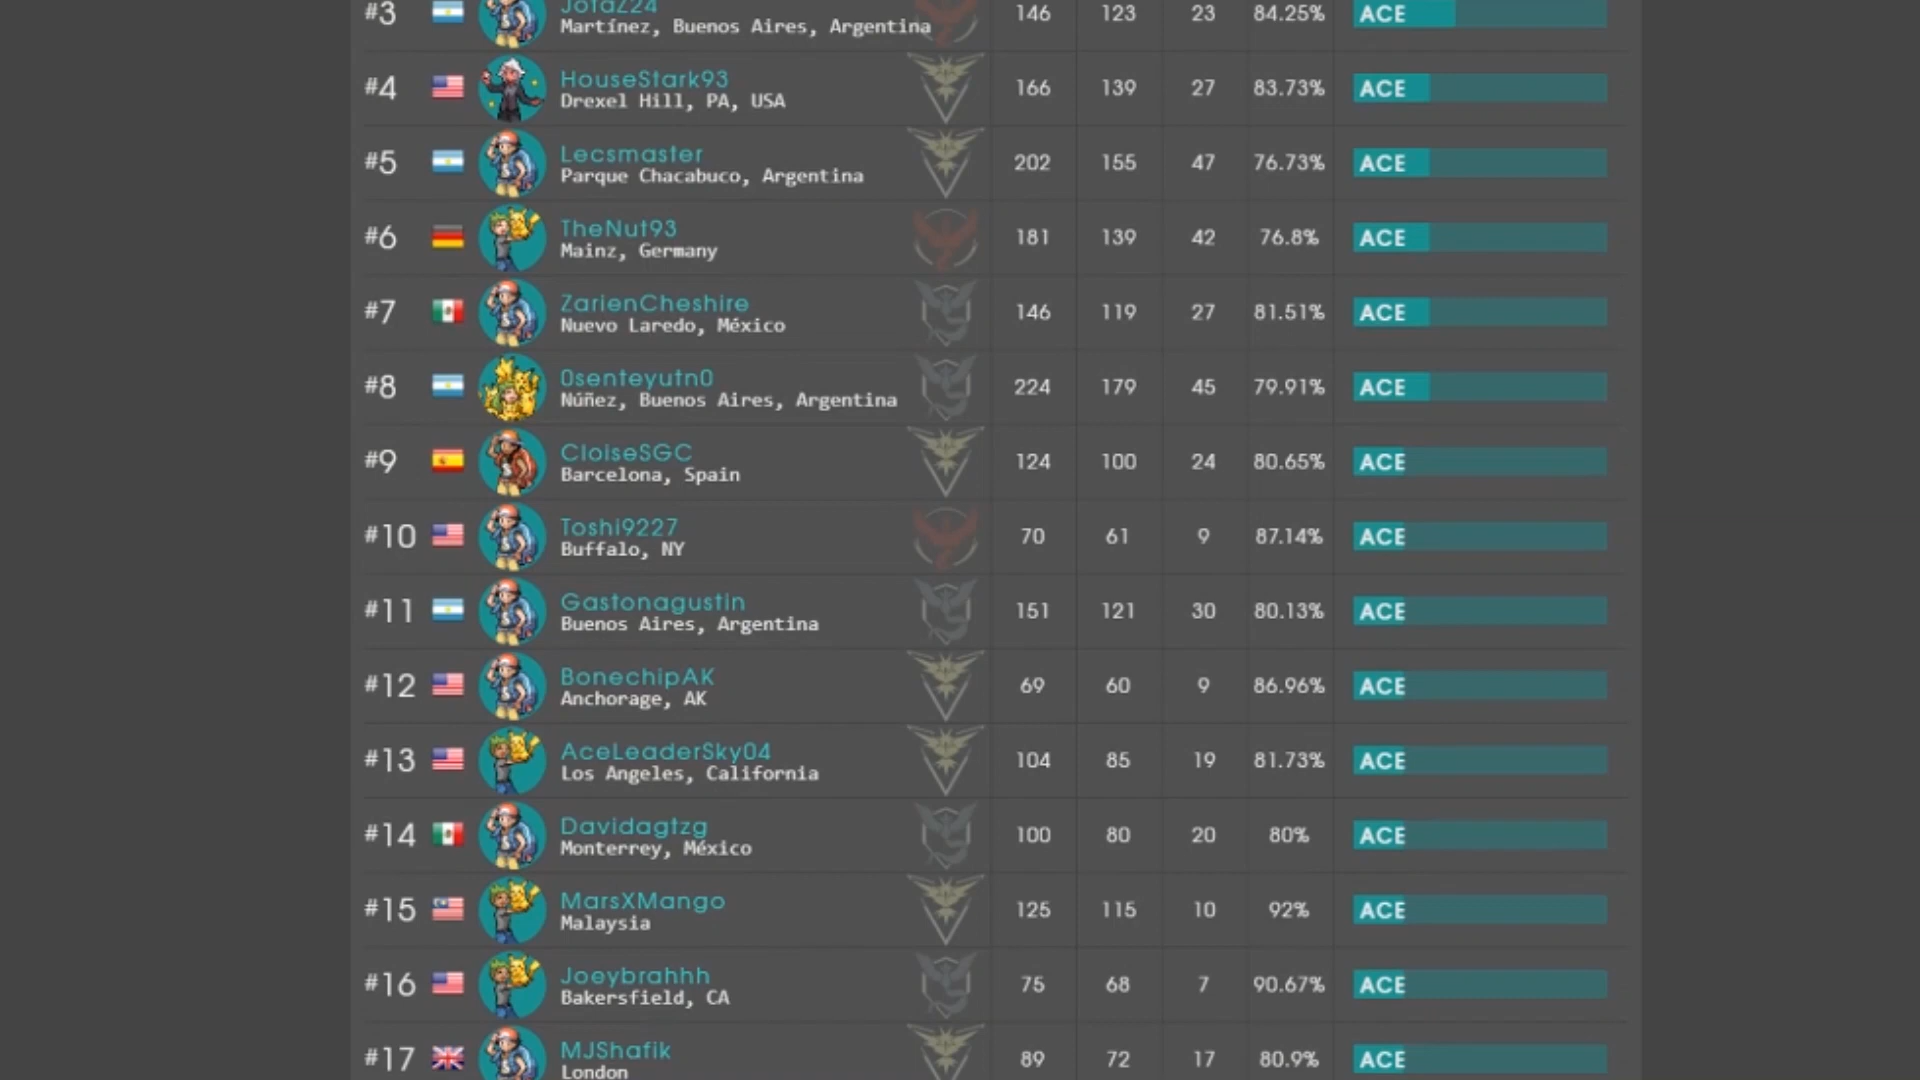 #3 JofaZ24 146 123 23 84.25% ACE
Martínez, Buenos Aires, Argentina
#4 HouseStark93 166 139 27 83.73% ACE
Drexel Hill, PA, USA
#5 Lecsmaster 202 155 47 76.73% ACE
Parque Chacabuco, Argentina
#6 TheNut93 181 139 42 76.8% ACE
Mainz, Germany
#7 ZarienCheshire 146 119 27 81.51% ACE
Nuevo Laredo, México
#8 0senteyutn0 224 179 45 79.91% ACE
Núñez, Buenos Aires, Argentina
#9 CloiseSGC 124 100 24 80.65% ACE
Barcelona, Spain
#10 Toshi9227 70 61 9 87.14% ACE
Buffalo, NY
#11 Gastonagustin 151 121 30 80.13% ACE
Buenos Aires, Argentina
#12 BonechipAK 69 60 9 86.96% ACE
Anchorage, AK
#13 AceLeaderSky04 104 85 19 81.73% ACE
Los Angeles, California
#14 Davidagtzg 100 80 20 80% ACE
Monterrey, México
#15 MarsXMango 125 115 10 92% ACE
Malaysia
#16 Joeybrahhh 75 68 7 90.67% ACE
Bakersfield, CA
#17 MJShafik 89 72 17 80.9% ACE
London